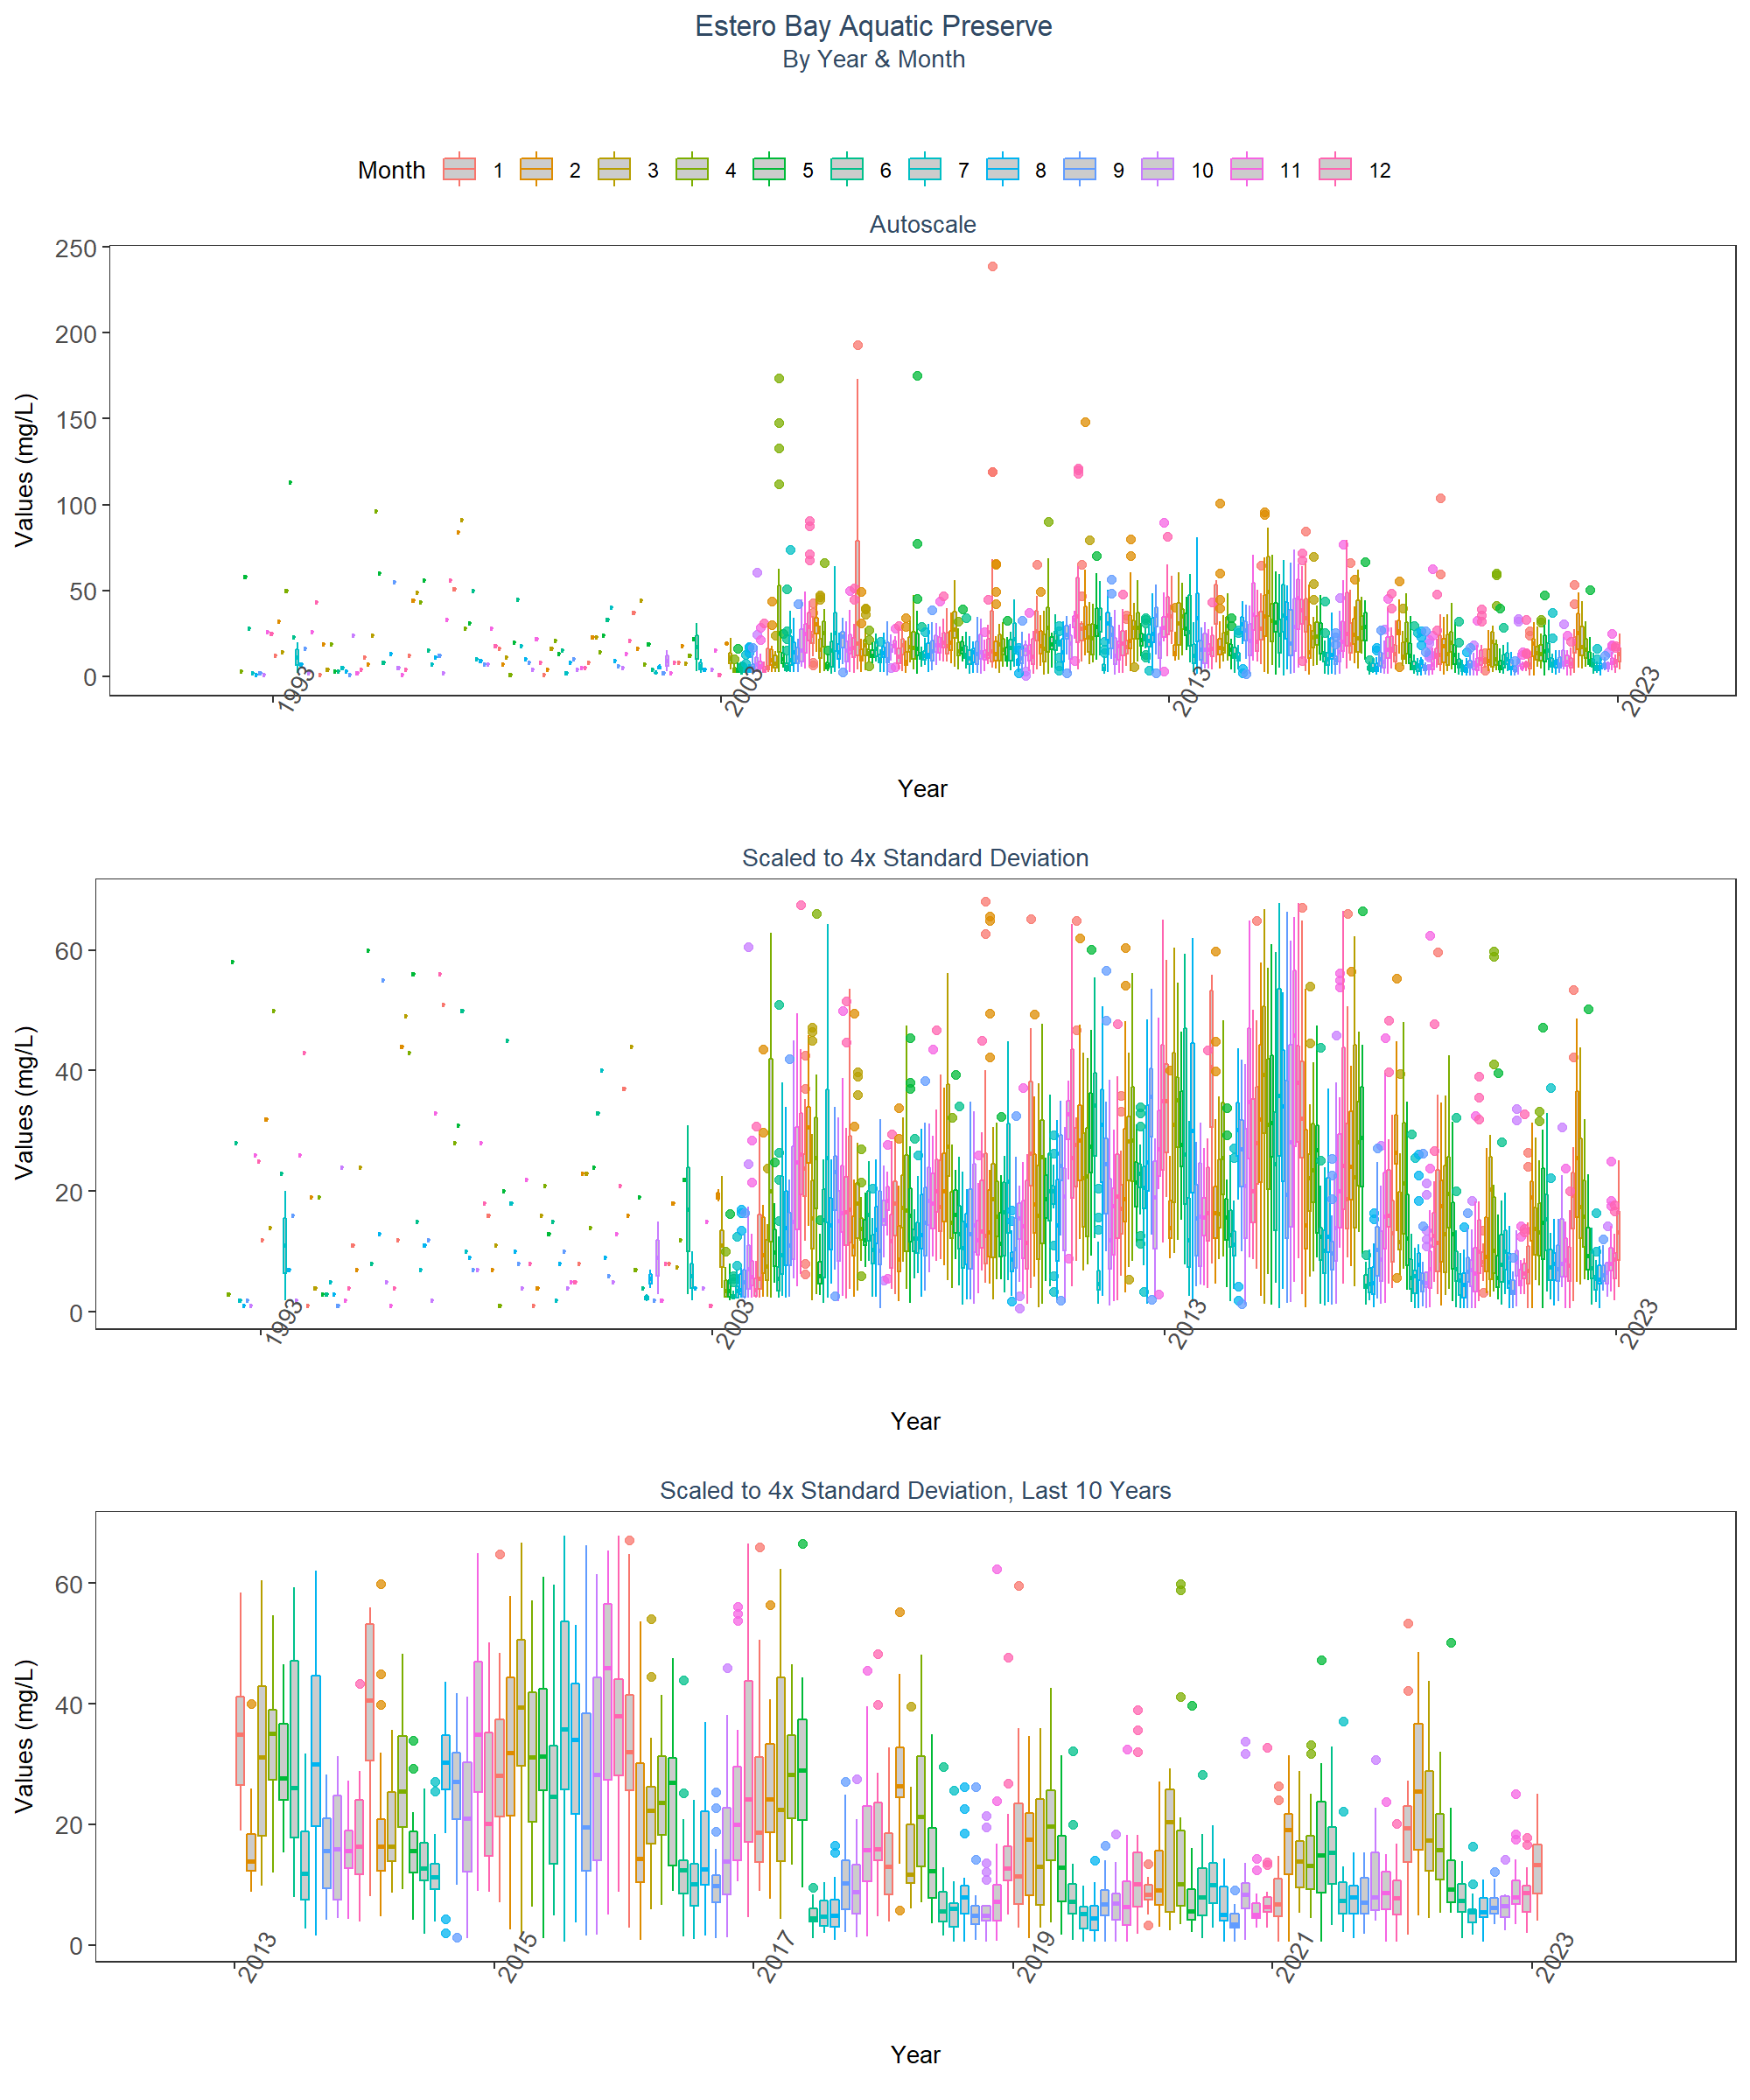 Estero Bay Aquatic Preserve
By Year & Month
Month 1 2 3 4 5 6 7 8 9 10 11 12
Autoscale
Values (mg/L)
250
200
150
100
50
0
1993 2003 2013 2023
Year
Scaled to 4x Standard Deviation
Values (mg/L)
60
40
20
0
1993 2003 2013 2023
Year
Scaled to 4x Standard Deviation, Last 10 Years
Values (mg/L)
60
40
20
0
2013 2015 2017 2019 2021 2023
Year